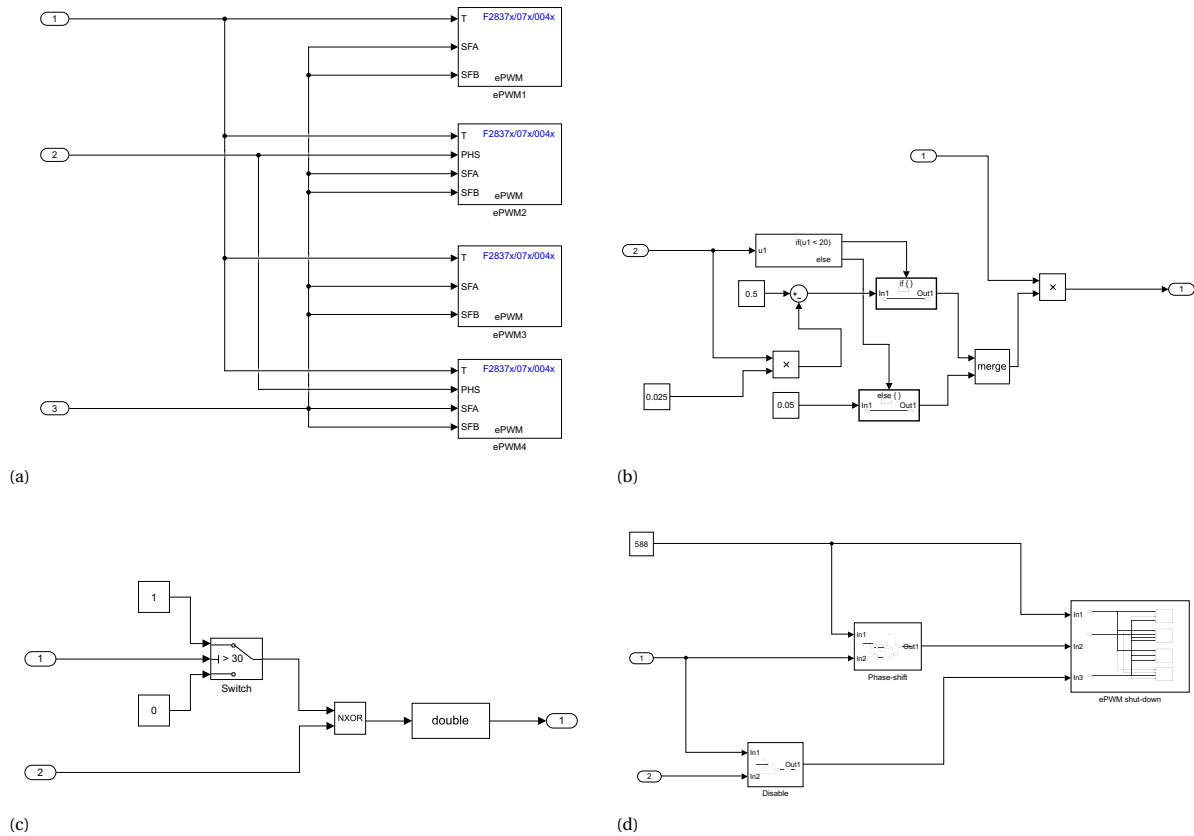 1
T
F2837x/07x/004x
SFA
SFB
ePWM
ePWM1
2
T
F2837x/07x/004x
PHS
SFA
SFB
ePWM
ePWM2
T
F2837x/07x/004x
SFA
SFB
ePWM
ePWM3
3
T
F2837x/07x/004x
PHS
SFA
SFB
ePWM
ePWM4
(a)
1
2
u1
if(u1 < 20)
else
0.5
+
-
if { }
In1
Out1
×
1
×
merge
0.025
0.05
else { }
In1
Out1
(b)
1
1
> 30
Switch
0
NXOR
double
1
2
(c)
588
1
In1
In2
Out1
Phase-shift
In1
In2
In3
ePWM shut-down
2
In1
In2
Out1
Disable
(d)